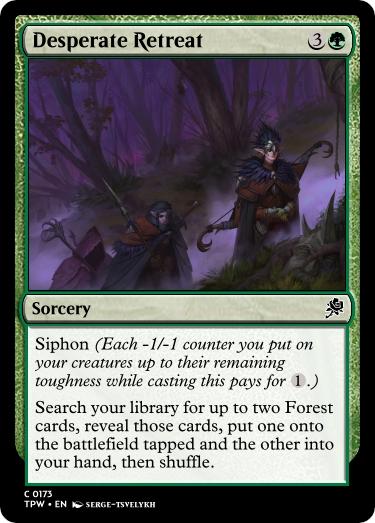 Desperate Retreat 3
Sorcery
Siphon (Each -1/-1 counter you put on
your creatures up to their remaining
toughness while casting this pays for 1.)
Search your library for up to two Forest
cards, reveal those cards, put one onto
the battlefield tapped and the other into
your hand, then shuffle.
C 0173
TPW • EN SERGE-TSVELYKH